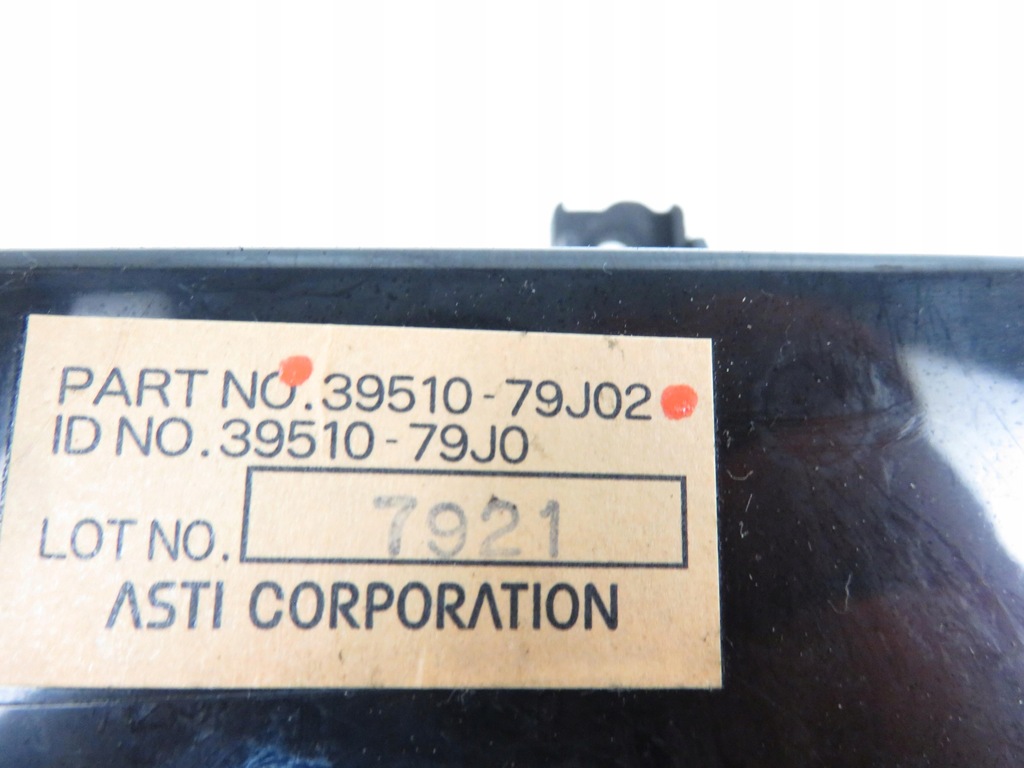 PART NO.39510-79J02
ID NO.39510-79J0
LOT NO. 7921
ASTI CORPORATION